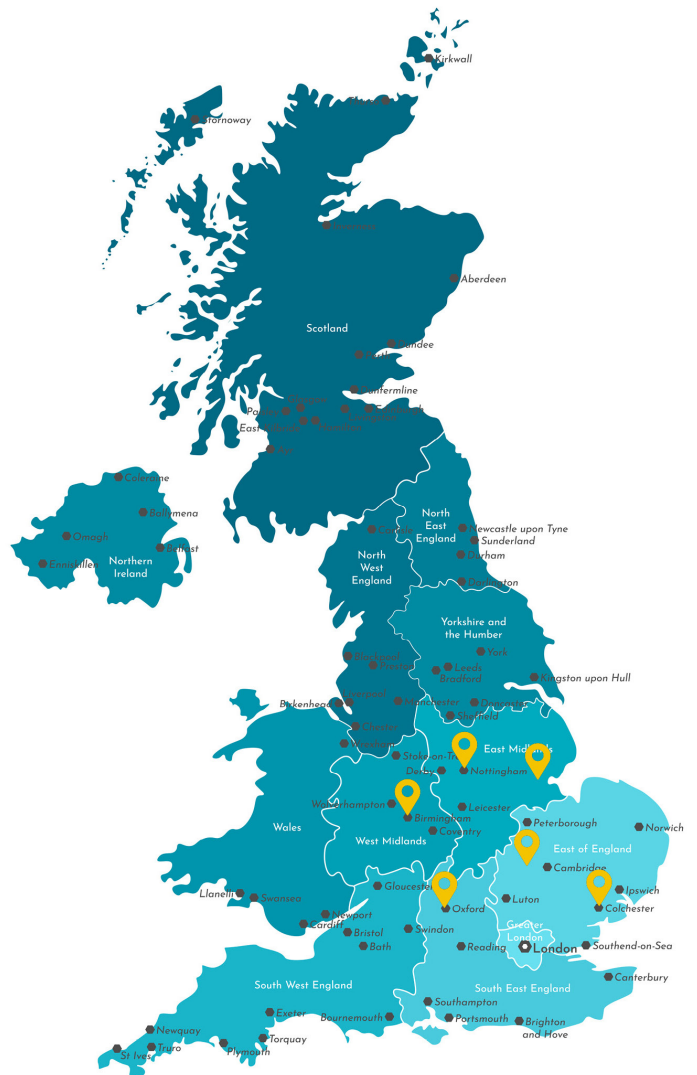 Kirkwall
Stornoway
Aberdeen
Scotland
Dundee
Perth
Dunfermline
Edinburgh
Coleraine
Ballymena
Omagh
Belfast
Enniskillen
Northern
Ireland
North
East
England
Newcastle upon Tyne
Sunderland
Durham
Darlington
Carlisle
North
West
England
Yorkshire and
the Humber
York
Leeds
Bradford
Kingston upon Hull
Blackpool
Preston
Liverpool
Birkenhead
Manchester
Doncaster
Sheffield
Chester
Wrexham
Stoke-on-Tre
East Midlands
Derby
Nottingham
Wolverhampton
Birmingham
Leicester
Coventry
West Midlands
Wales
Peterborough
Norwich
East of England
Cambridge
Ipswich
Colchester
Luton
Gloucester
Oxford
Llanelli
Swansea
Newport
Cardiff
Bristol
Swindon
Bath
Reading
Greater
London
London
Southend-on-Sea
Canterbury
South West England
South East England
Southampton
Portsmouth
Brighton
and Hove
Bournemouth
Exeter
Torquay
Plymouth
Newquay
Truro
St Ives